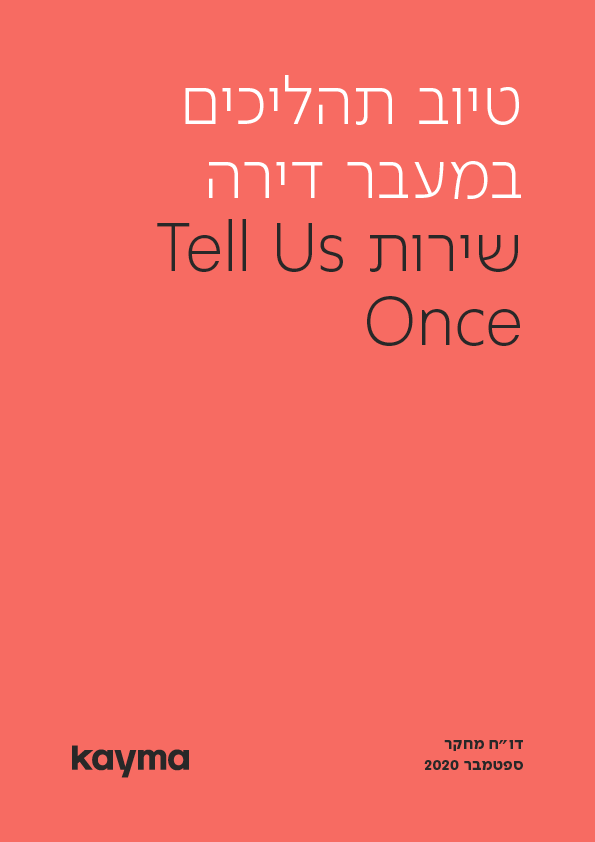 טיוב תהליכים
במעבר דירה
שירות Tell Us
Once
דו״ח מחקר
ספטמבר 2020
kayma